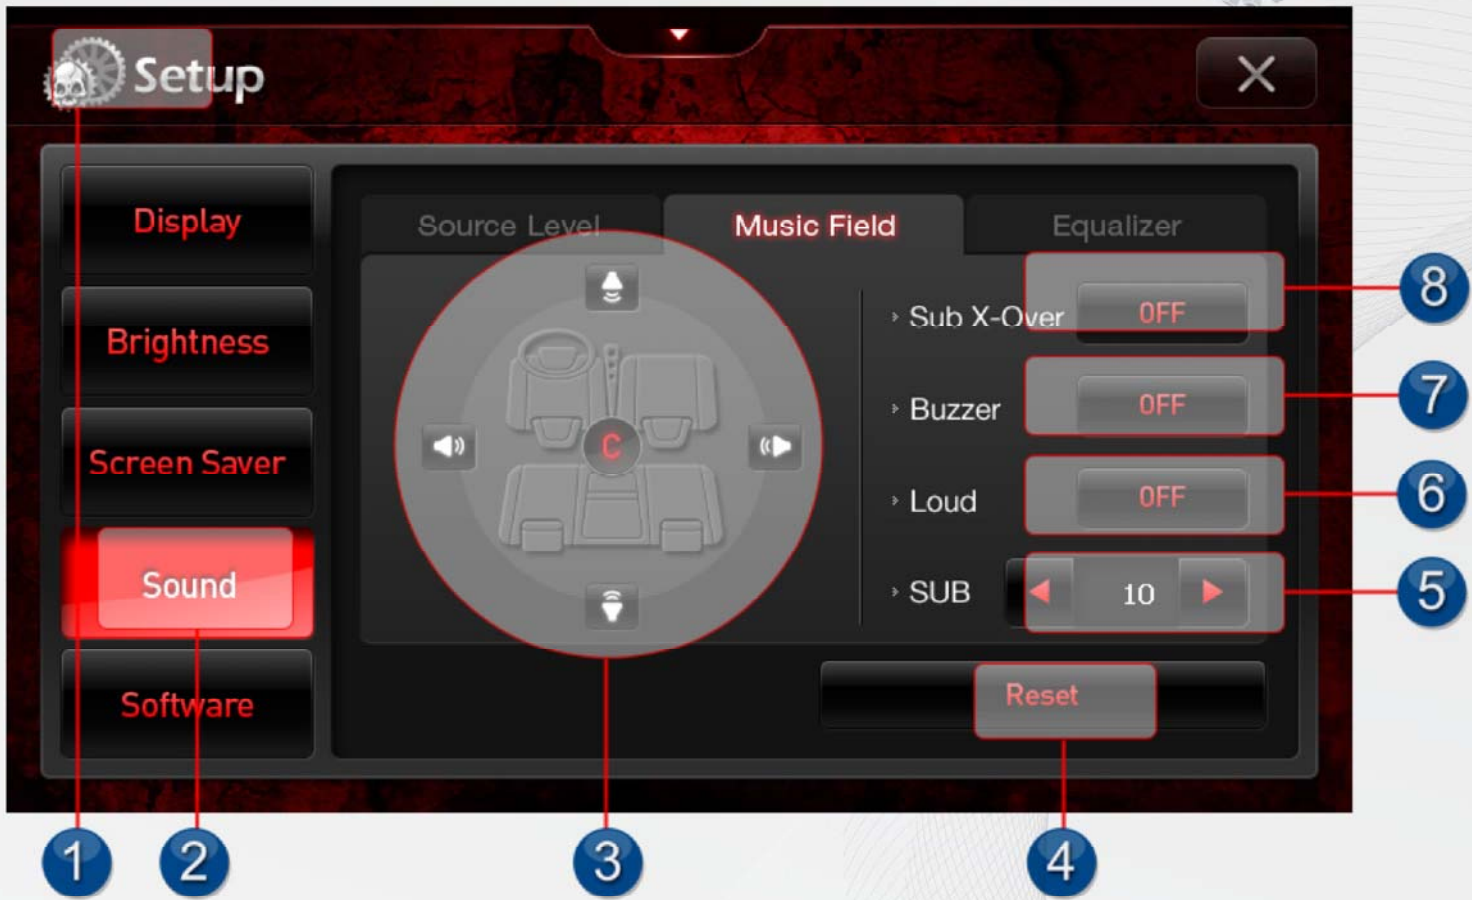 Setup
Display
Brightness
Screen Saver
Sound
Software
Source Level
Music Field
Equalizer
C
Sub X-Over OFF
Buzzer OFF
Loud OFF
SUB 10
Reset
8
7
6
5
1
2
3
4